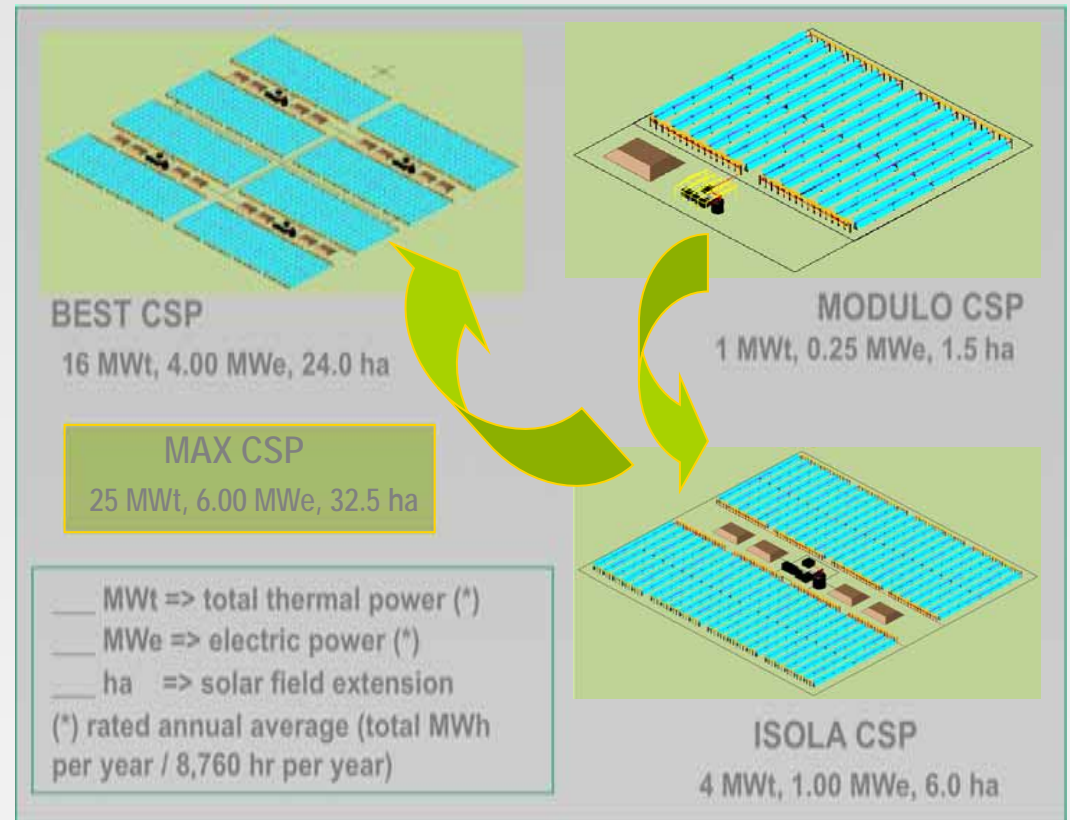 BEST CSP
16 MWt, 4.00 MWe, 24.0 ha
MODULO CSP
1 MWt, 0.25 MWe, 1.5 ha
MAX CSP
25 MWt, 6.00 MWe, 32.5 ha
___ MWt => total thermal power (*)
___ MWe => electric power (*)
___ ha => solar field extension
(*) rated annual average (total MWh
per year / 8,760 hr per year)
ISOLA CSP
4 MWt, 1.00 MWe, 6.0 ha